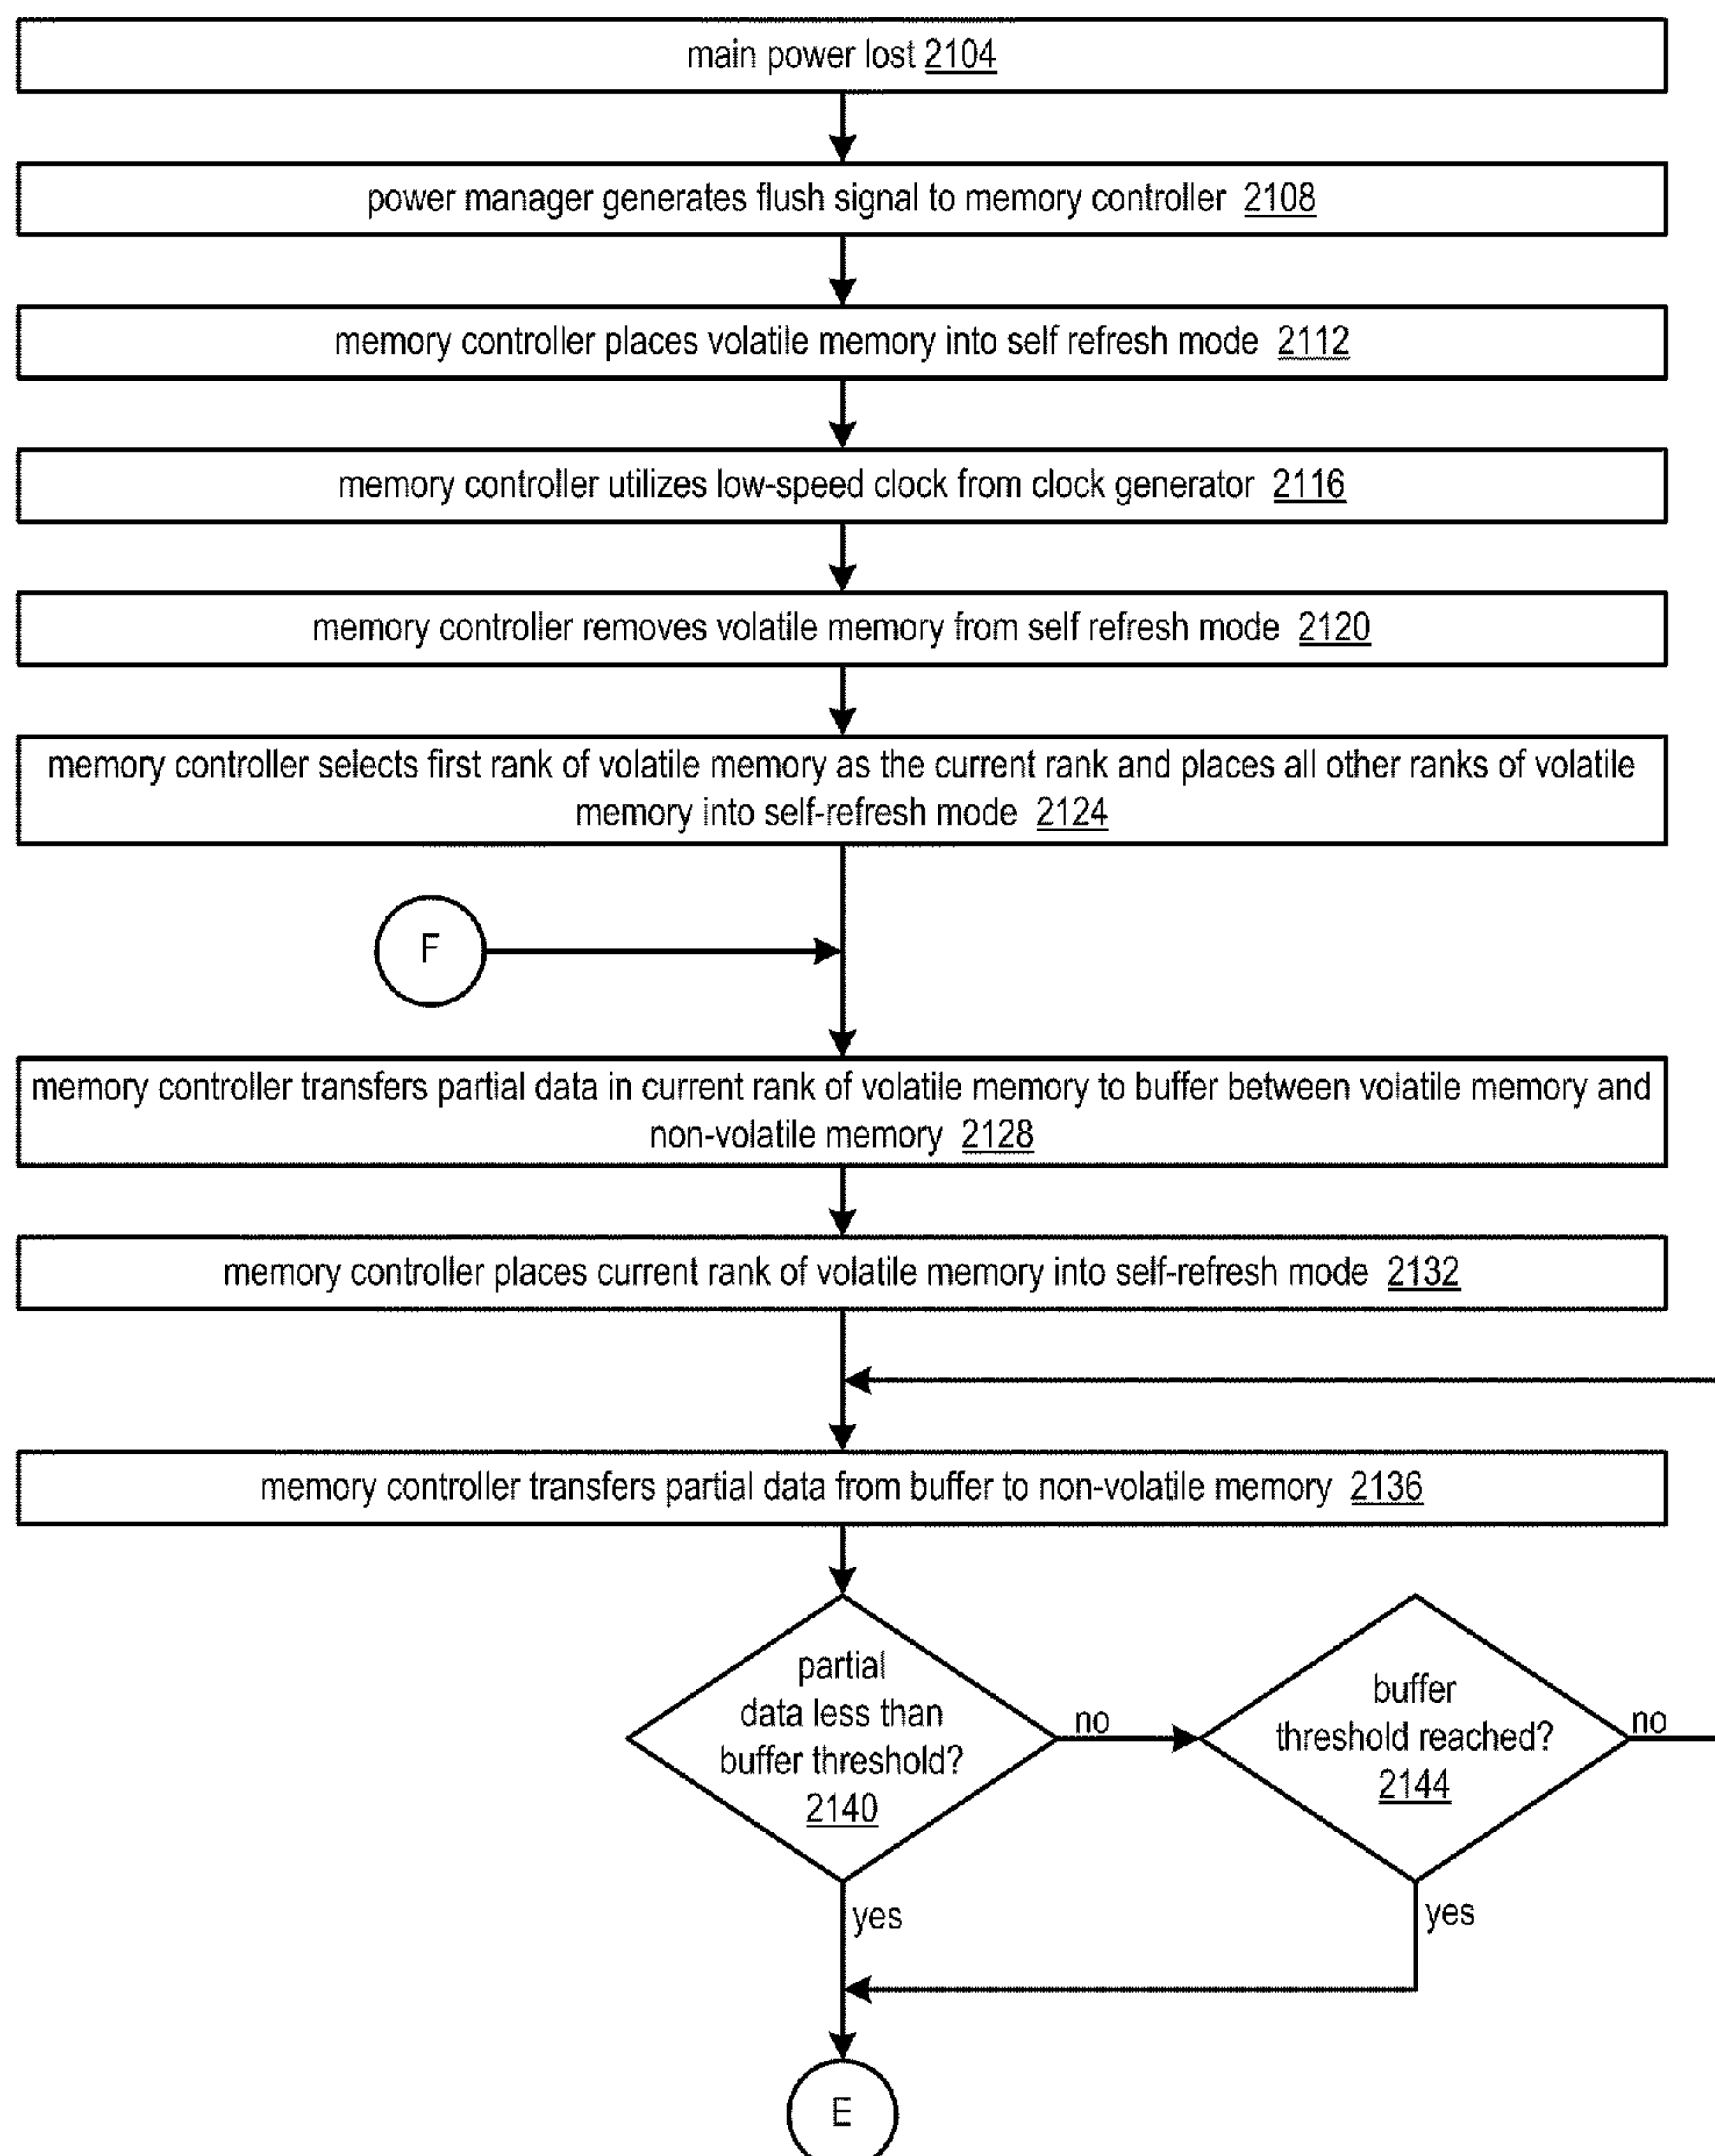 main power lost 2104
power manager generates flush signal to memory controller 2108
memory controller places volatile memory into self refresh mode 2112
memory controller utilizes low-speed clock from clock generator 2116
memory controller removes volatile memory from self refresh mode 2120
memory controller selects first rank of volatile memory as the current rank and places all other ranks of volatile
memory into self-refresh mode 2124
F
memory controller transfers partial data in current rank of volatile memory to buffer between volatile memory and
non-volatile memory 2128
memory controller places current rank of volatile memory into self-refresh mode 2132
memory controller transfers partial data from buffer to non-volatile memory 2136
partial
data less than
buffer threshold?
2140
no
buffer
threshold reached?
2144
no
yes
yes
E